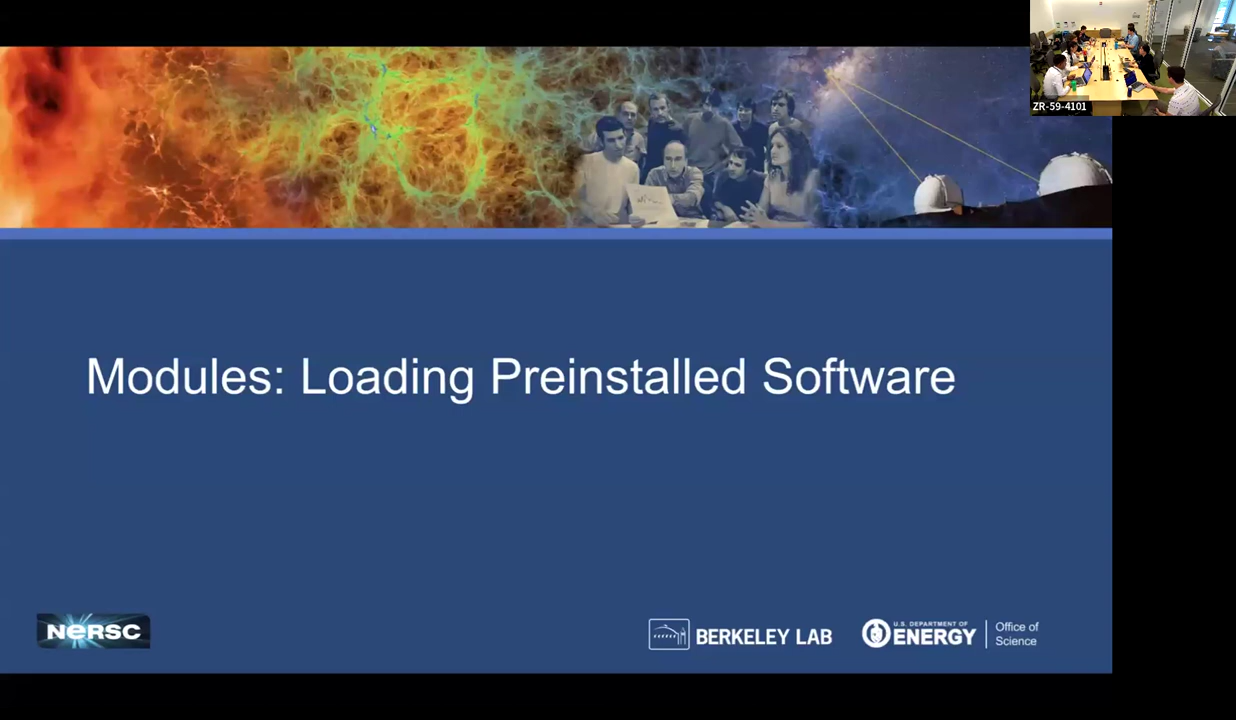 ZR-59-4101
Modules: Loading Preinstalled Software
NERSC
BERKELEY LAB
U.S. DEPARTMENT OF
ENERGY
Office of
Science